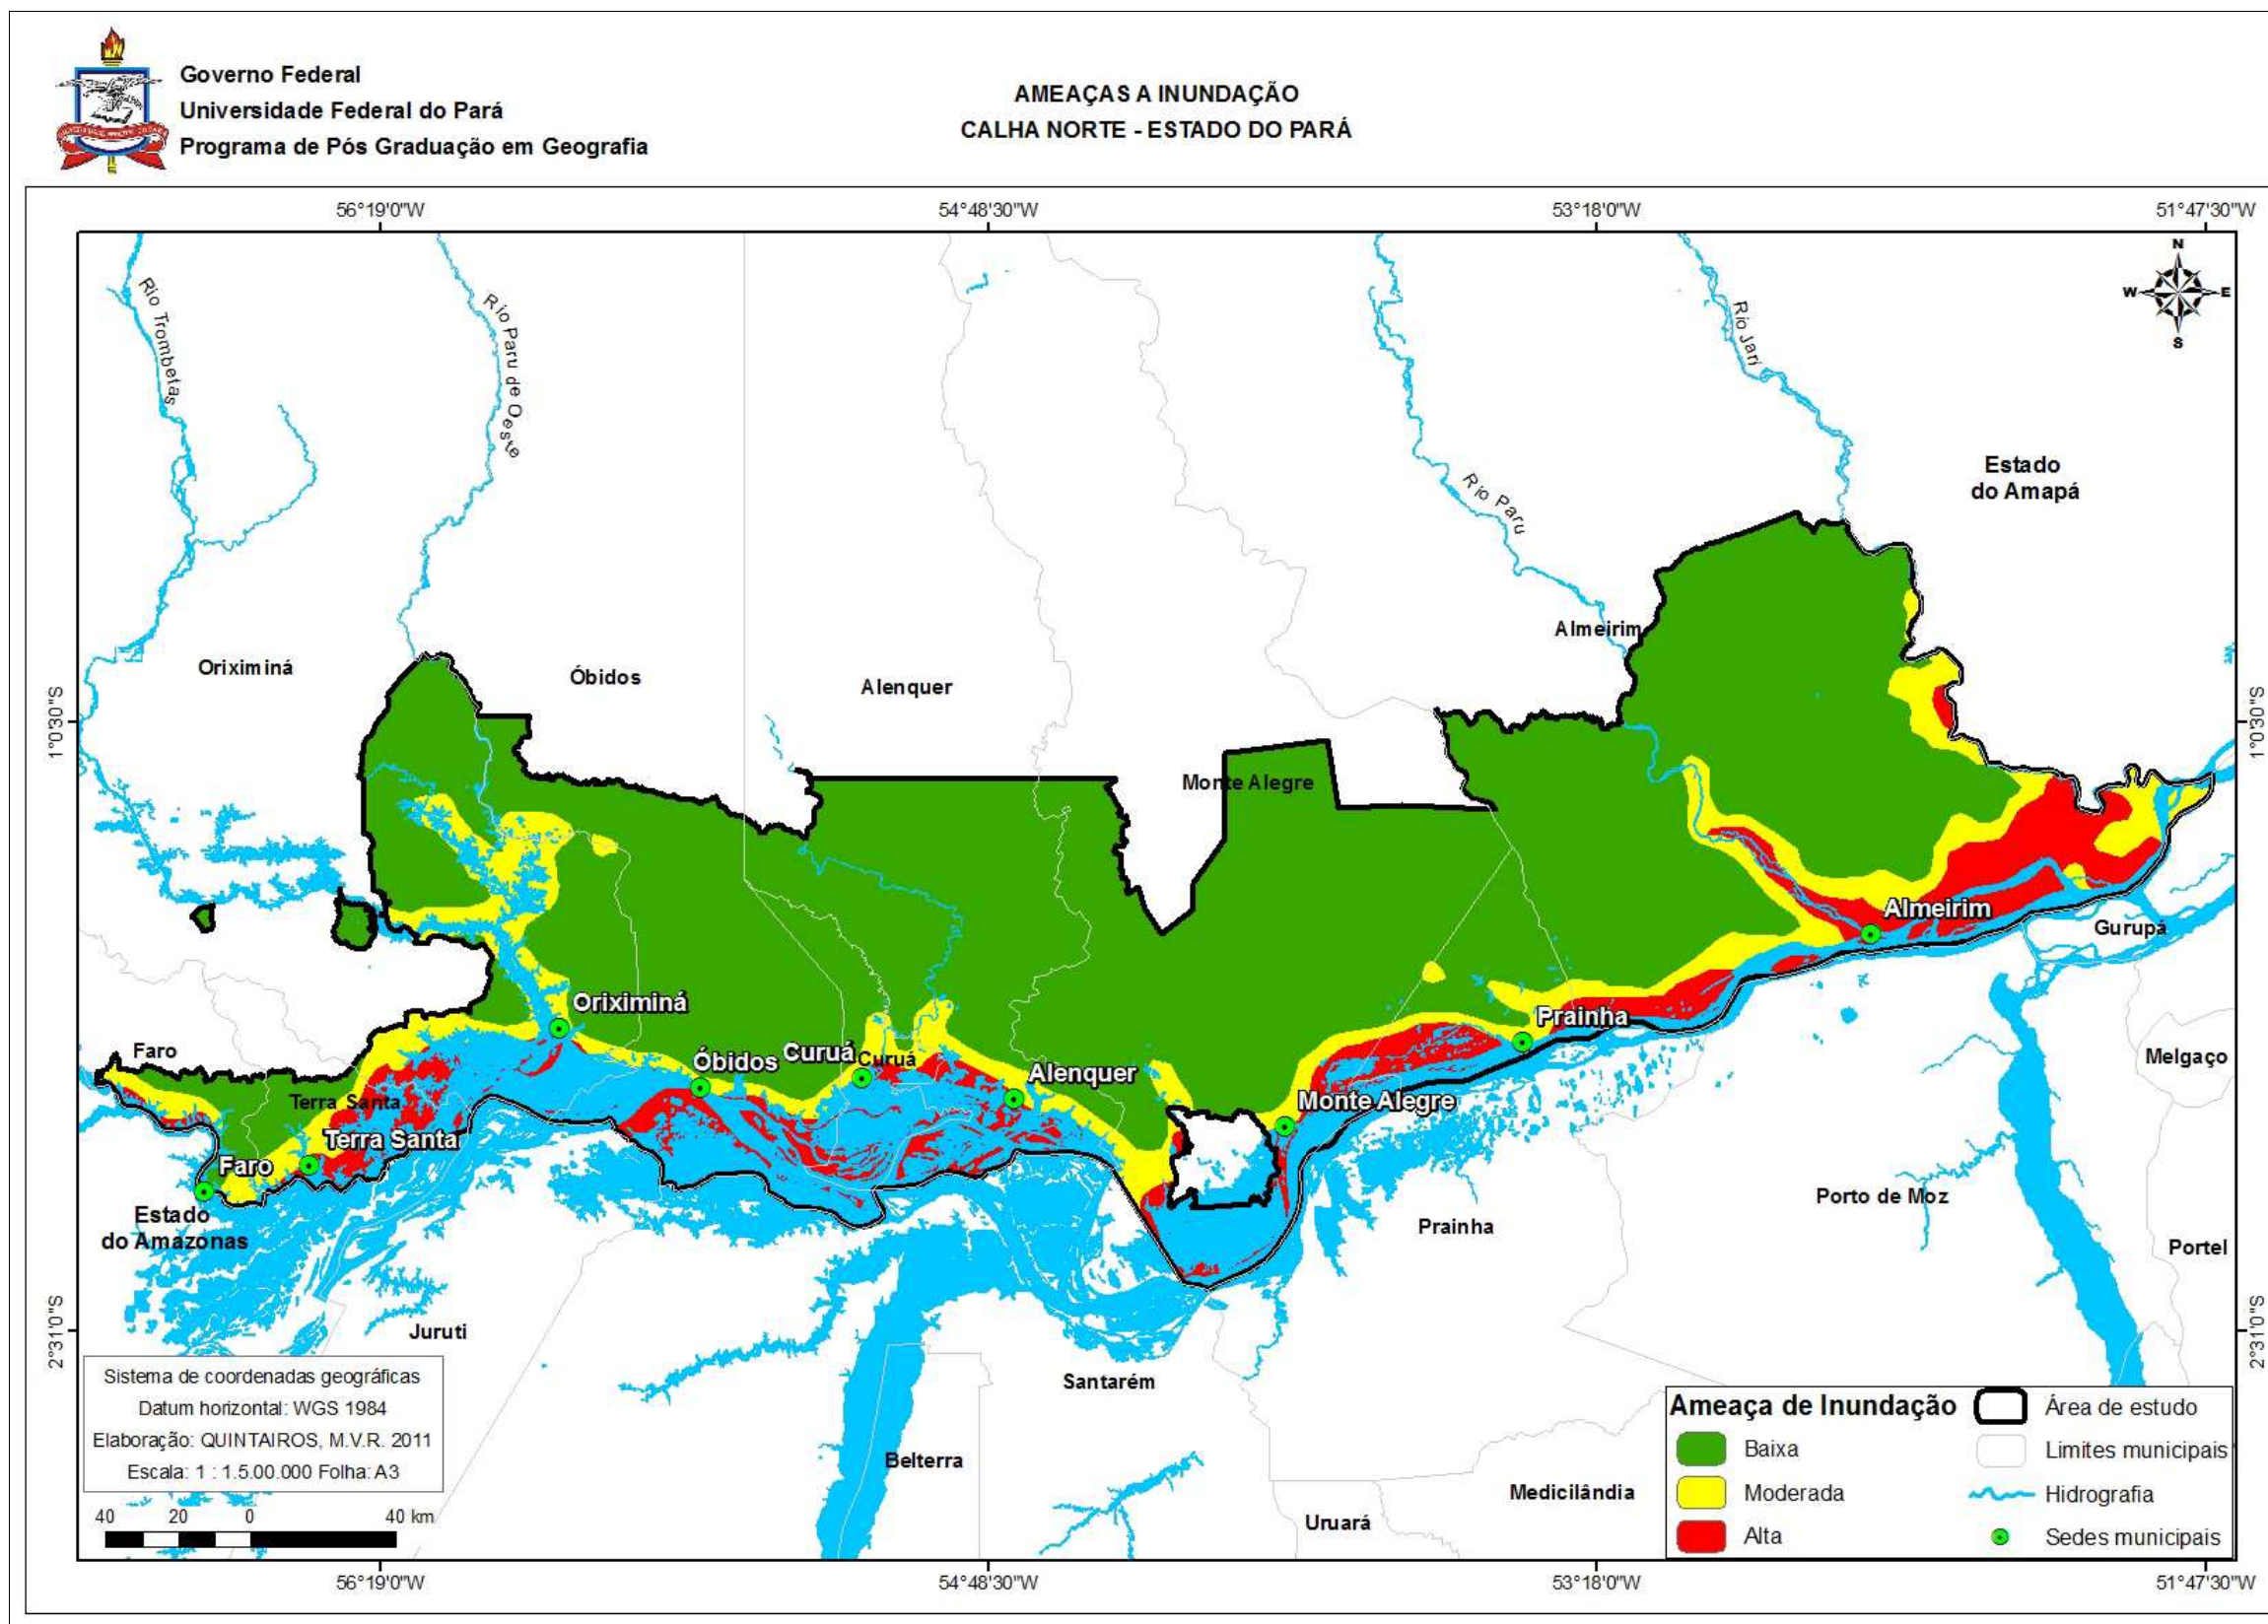 Governo Federal
Universidade Federal do Pará
Programa de Pós Graduação em Geografia
AMEAÇAS A INUNDAÇÃO
CALHA NORTE - ESTADO DO PARÁ
56°19'0"W
54°48'30"W
53°18'0"W
51°47'30"W
N
W
E
S
Rio Trombetas
Rio Paru de Oeste
Rio Jari
Rio Paru
Estado
do Amapá
Almeirim
Oriximiná
Óbidos
Alenquer
Monte Alegre
1°0'30"S
1°0'30"S
Almeirim
Gurupá
Oriximiná
Prainha
Faro
Óbidos
Curuá
Curuá
Alenquer
Melgaço
Terra Santa
Monte Alegre
Terra Santa
Faro
Estado
do Amazonas
Prainha
Porto de Moz
Portel
2°31'0"S
2°31'0"S
Juruti
Santarém
Belterra
Uruará
Medicilândia
Sistema de coordenadas geográficas
Datum horizontal: WGS 1984
Elaboração: QUINTAIROS, M.V.R. 2011
Escala: 1 : 1.5.00.000 Folha: A3
40 20 0 40 km
Ameaça de Inundação
Baixa
Moderada
Alta
Área de estudo
Limites municipais
Hidrografia
Sedes municipais
56°19'0"W
54°48'30"W
53°18'0"W
51°47'30"W